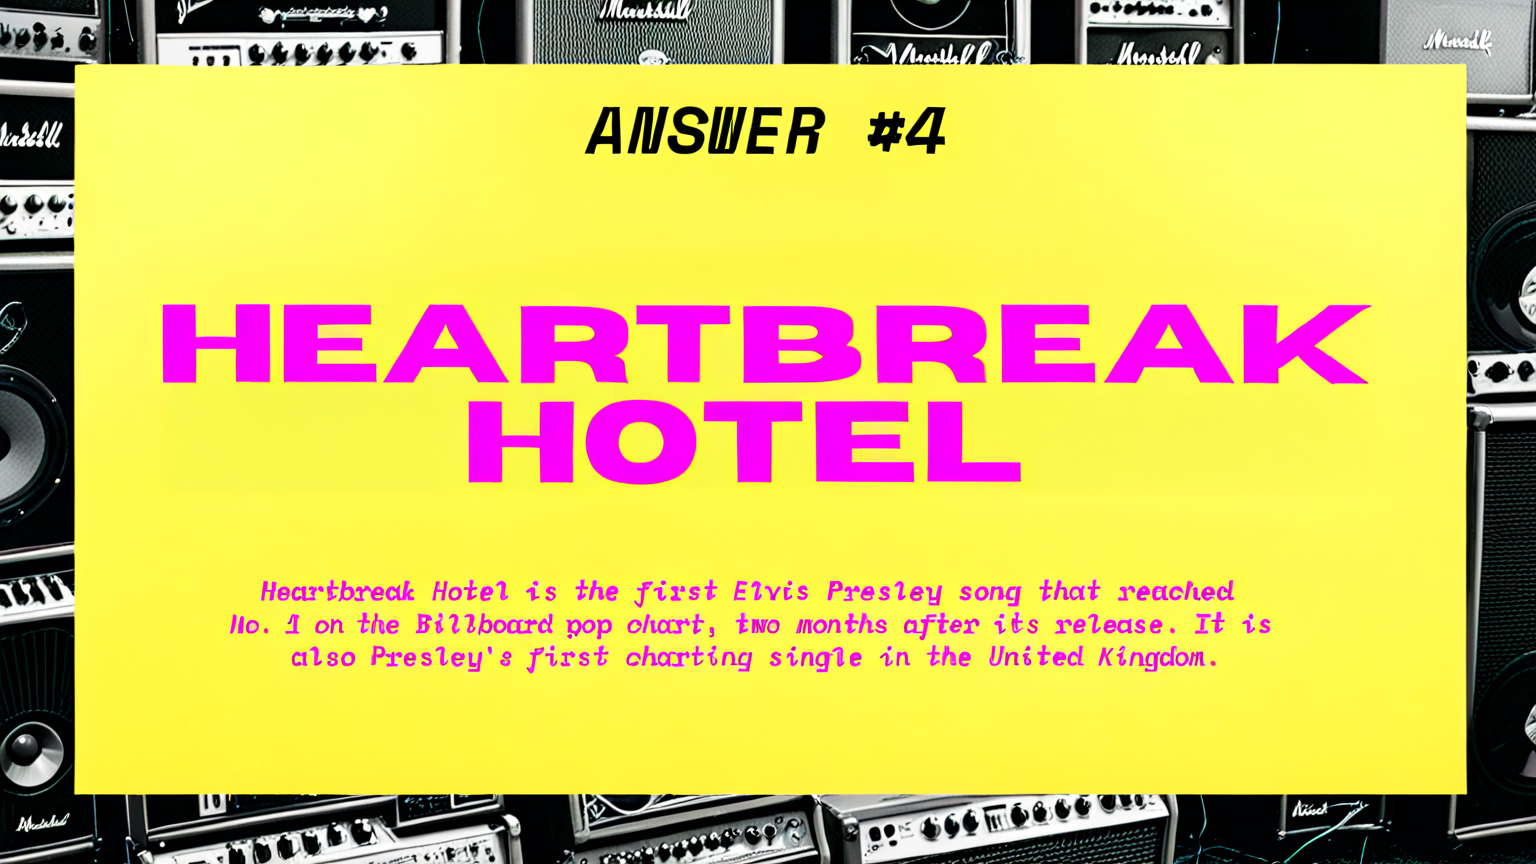 ANSWER #4
HEARTBREAK
HOTEL
Heartbreak Hotel is the first Elvis Presley song that reached
No. 1 on the Billboard pop chart, two months after its release. It is
also Presley's first charting single in the United Kingdom.